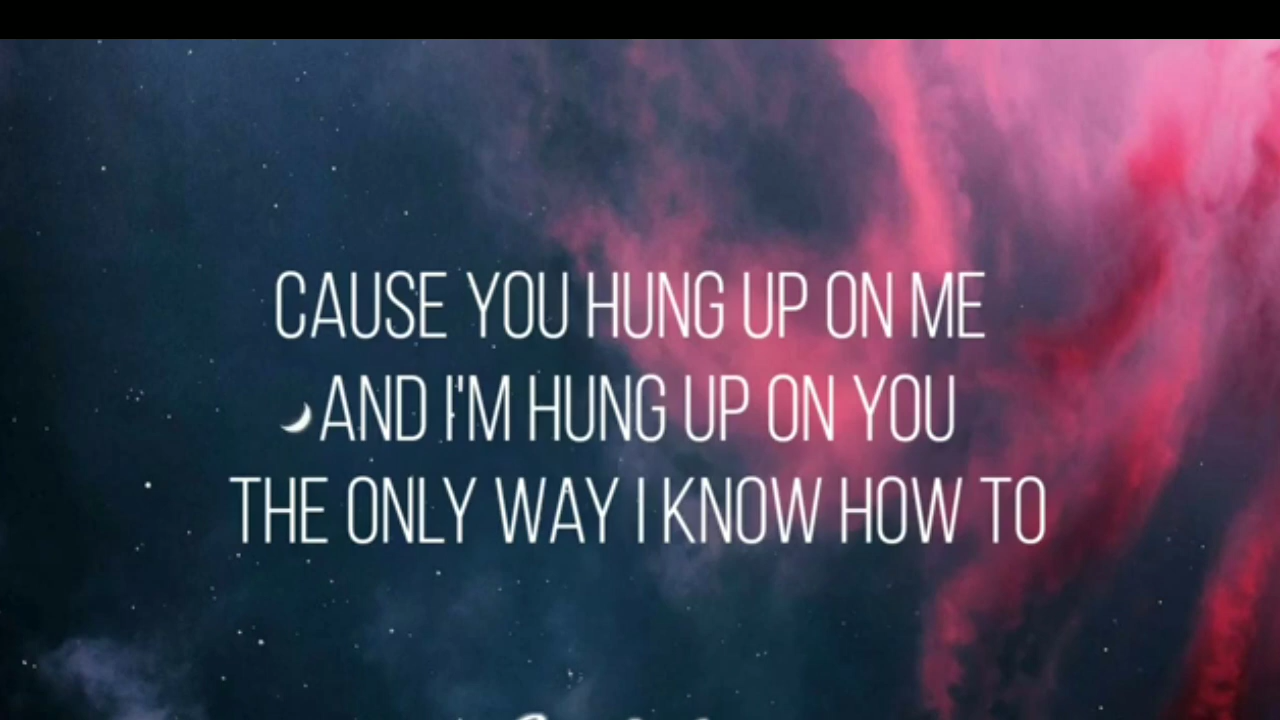 CAUSE YOU HUNG UP ON ME
AND I'M HUNG UP ON YOU
THE ONLY WAY I KNOW HOW TO